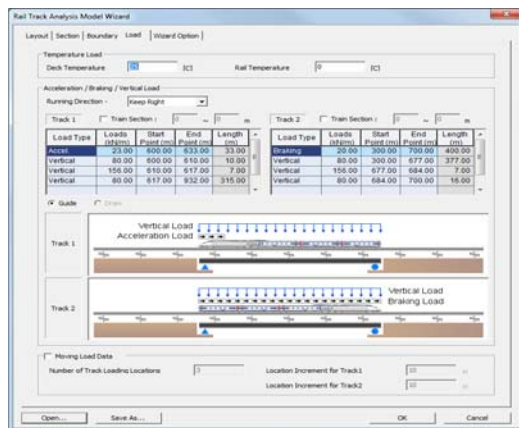 Rail Track Analysis Model Wizard
Layout Section Boundary Load Wizard Option
Temperature Load
Deck Temperature [C] Rail Temperature 0 [C]
Acceleration / Braking / Vertical Load
Running Direction - Keep Right
Track 1 Train Section : 0 ~ 0 m Track 2 Train Section : 0 ~ 0 m
Load Type Loads (kN/m) Start Point (m) End Point (m) Length (m) Load Type Loads (kN/m) Start Point (m) End Point (m) Length (m)
Accel. 23.00 600.00 633.00 33.00 Braking 20.00 300.00 700.00 400.00
Vertical 80.00 600.00 610.00 10.00 Vertical 80.00 300.00 677.00 377.00
Vertical 156.00 610.00 617.00 7.00 Vertical 156.00 677.00 684.00 7.00
Vertical 80.00 617.00 932.00 315.00 Vertical 80.00 684.00 700.00 16.00
Guide Draw
Vertical Load
Acceleration Load
Track 1
Vertical Load
Braking Load
Track 2
Moving Load Data
Number of Track Loading Locations 3 Location Increment for Track1 10 m
Location Increment for Track2 10 m
Open... Save As... OK Cancel